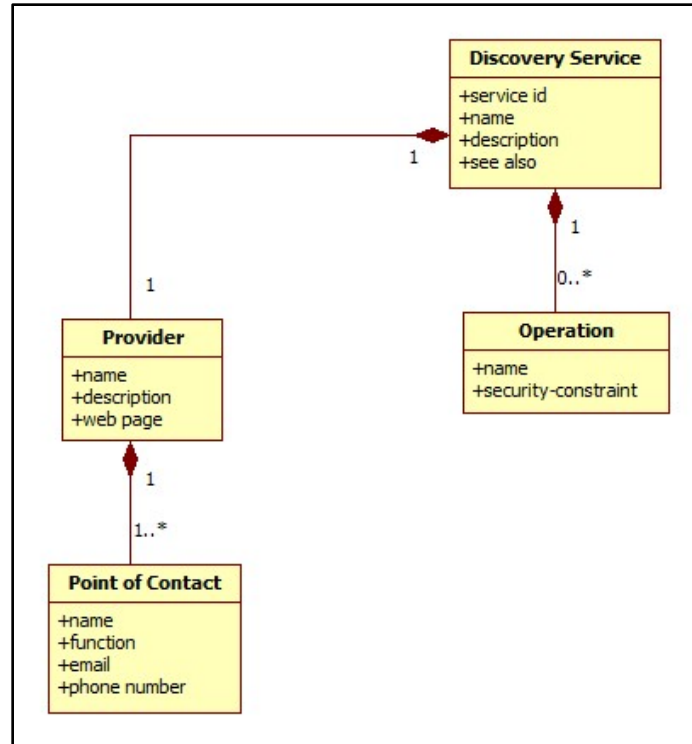 Discovery Service
+service id
+name
+description
+see also
1
1
1
0..*
Provider
+name
+description
+web page
Operation
+name
+security-constraint
1
1..*
Point of Contact
+name
+function
+email
+phone number